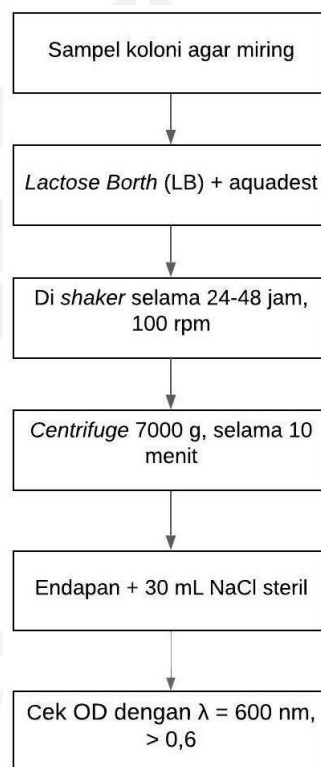 Sampel koloni agar miring
Lactose Borth (LB) + aquadest
Di shaker selama 24-48 jam,
100 rpm
Centrifuge 7000 g, selama 10
menit
Endapan + 30 mL NaCl steril
Cek OD dengan λ = 600 nm,
> 0,6